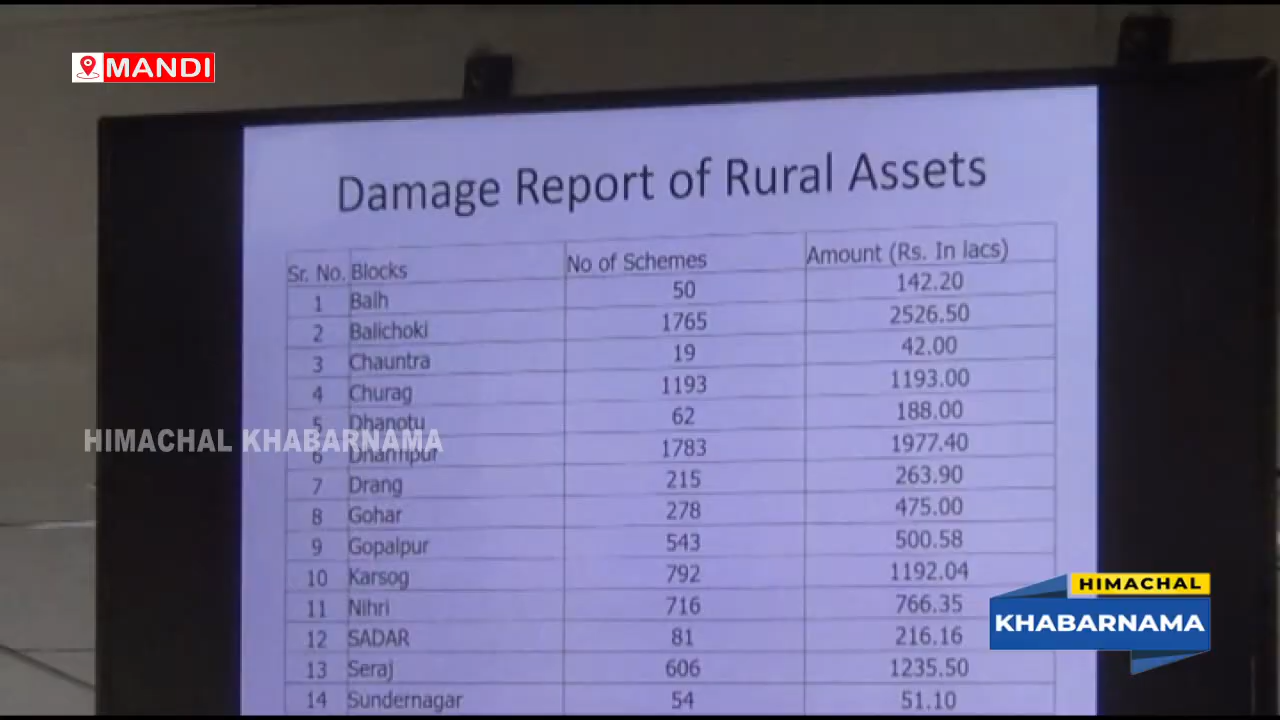 MANDI
Damage Report of Rural Assets
Sr. No. Blocks No of Schemes Amount (Rs. In lacs)
1 Balh 50 142.20
2 Balichoki 1765 2526.50
3 Chauntra 19 42.00
4 Churag 1193 1193.00
5 Dhanotu 62 188.00
HIMACHAL KHABARNAMA
6 Dharmpur 1783 1977.40
7 Drang 215 263.90
8 Gohar 278 475.00
9 Gopalpur 543 500.58
10 Karsog 792 1192.04
11 Nihri 716 766.35
12 SADAR 81 216.16
13 Seraj 606 1235.50
14 Sundernagar 54 51.10
HIMACHAL
KHABARNAMA